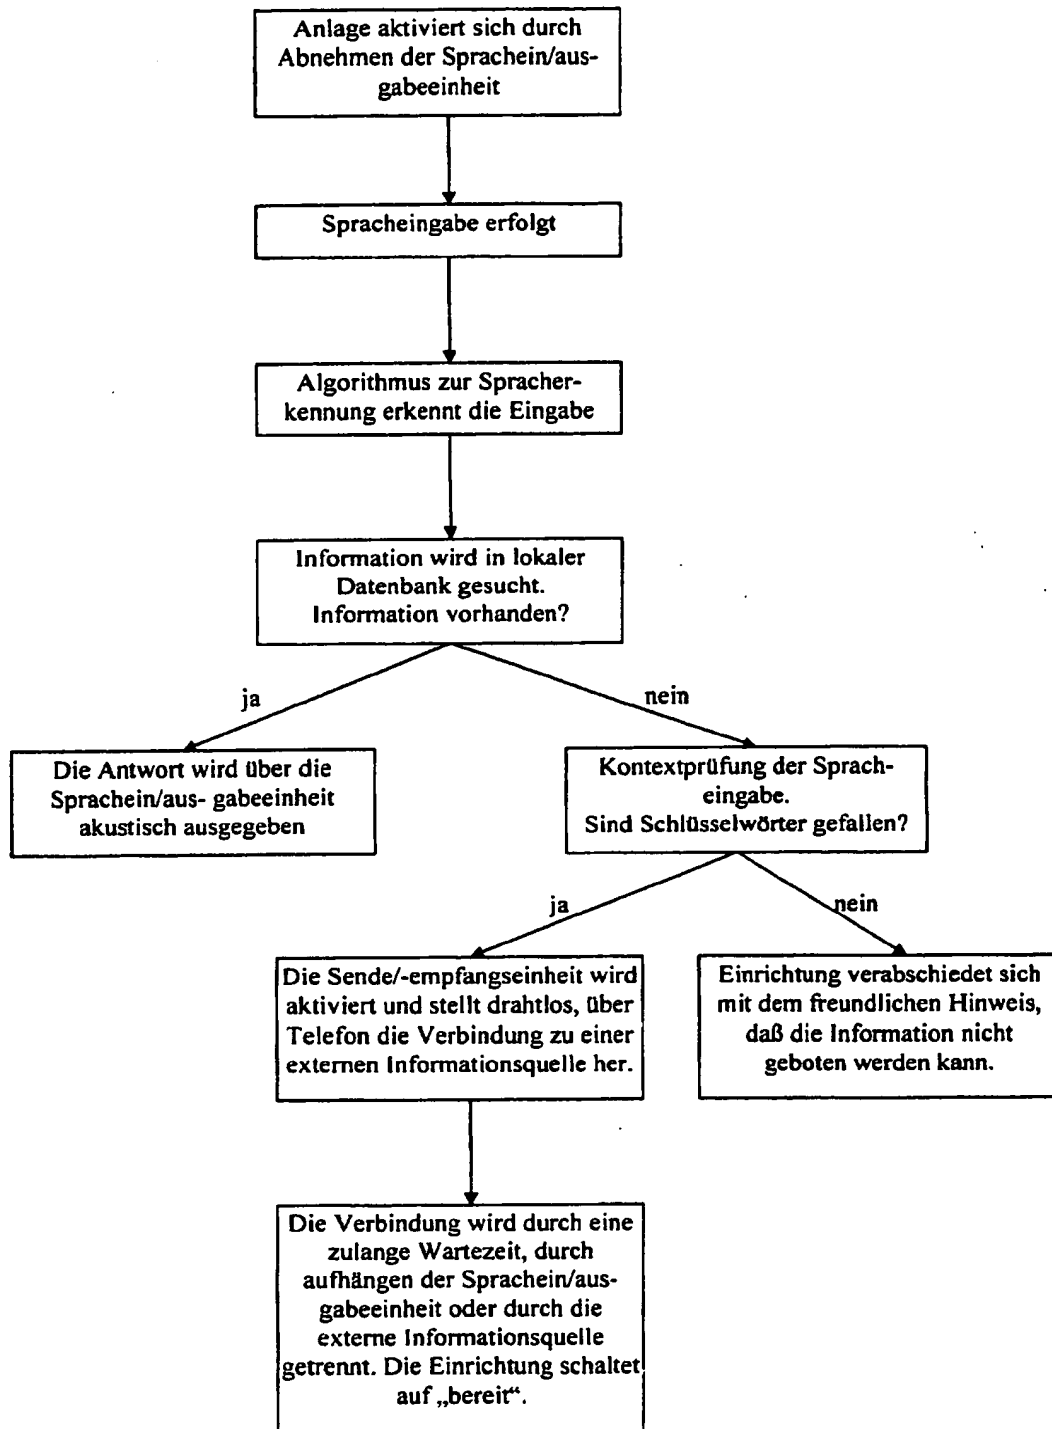 Anlage aktiviert sich durch
Abnehmen der Sprachein/aus-
gabeeinheit
Spracheingabe erfolgt
Algorithmus zur Spracher-
kennung erkennt die Eingabe
Information wird in lokaler
Datenbank gesucht.
Information vorhanden?
ja
nein
Die Antwort wird über die
Sprachein/aus- gabeeinheit
akustisch ausgegeben
Kontextprüfung der Sprach-
eingabe.
Sind Schlüsselwörter gefallen?
ja
nein
Die Sende/-empfangseinheit wird
aktiviert und stellt drahtlos, über
Telefon die Verbindung zu einer
externen Informationsquelle her.
Einrichtung verabschiedet sich
mit dem freundlichen Hinweis,
daß die Information nicht
geboten werden kann.
Die Verbindung wird durch eine
zulange Wartezeit, durch
aufhängen der Sprachein/aus-
gabeeinheit oder durch die
externe Informationsquelle
getrennt. Die Einrichtung schaltet
auf „bereit“.